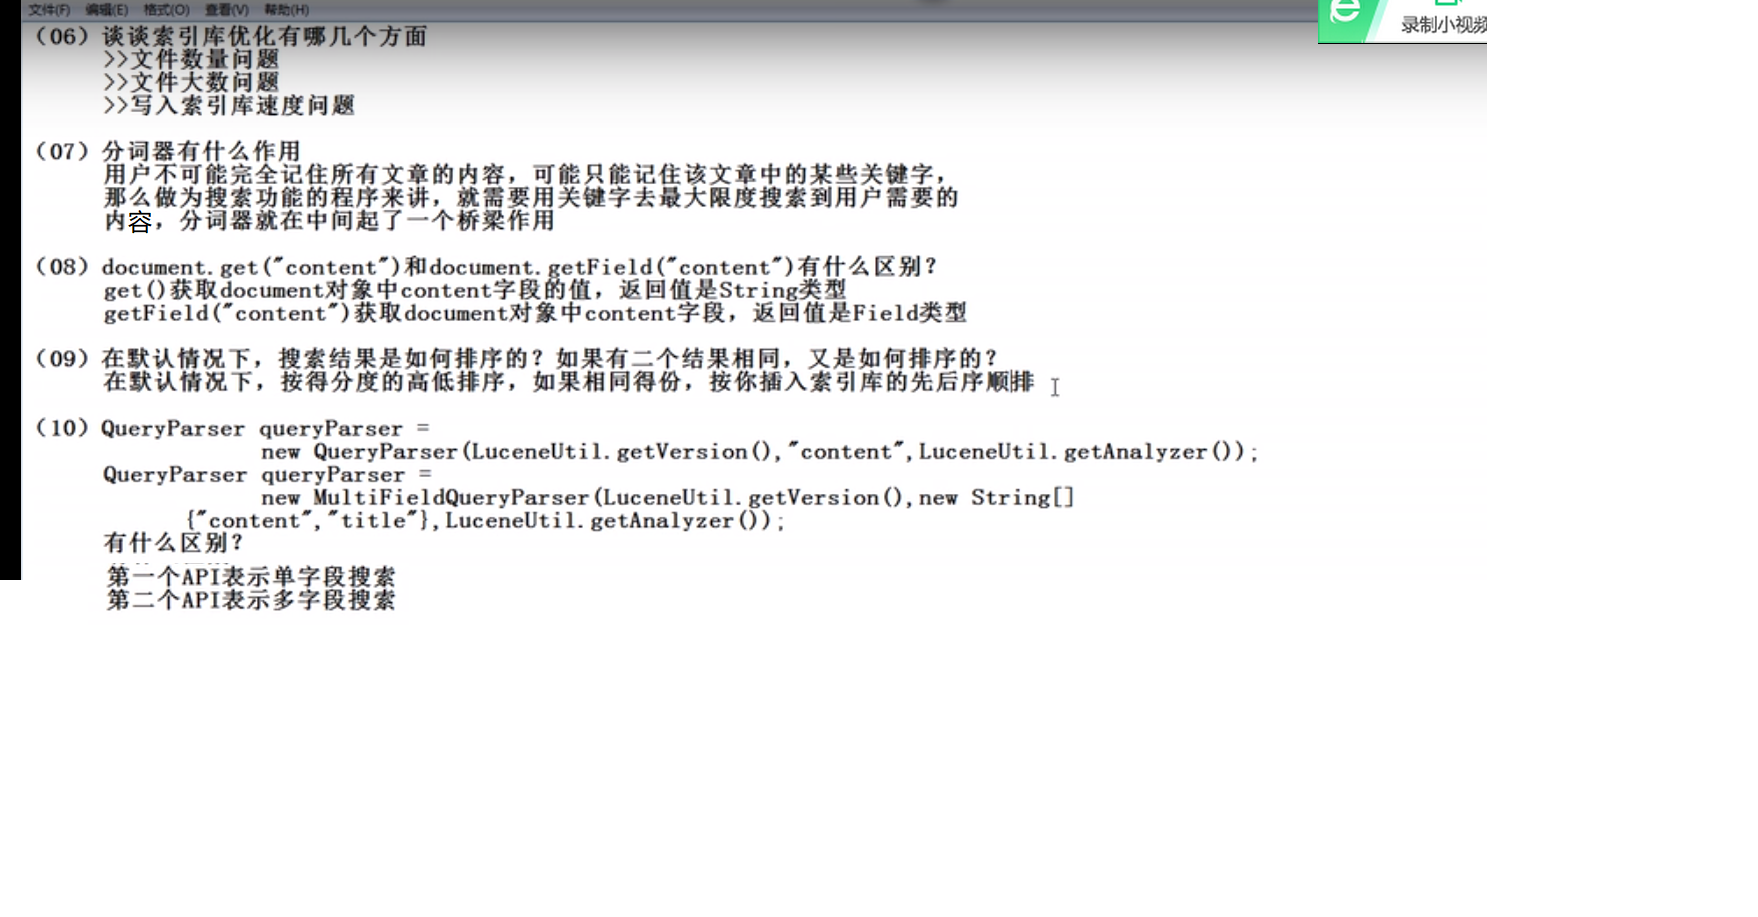 文件(F) 编辑(E) 格式(O) 查看(V) 帮助(H)
录制小视频
(06) 谈谈索引库优化有哪几个方面
>>文件数量问题
>>文件大数问题
>>写入索引库速度问题
(07) 分词器有什么作用
用户不可能完全记住所有文章的内容，可能只能记住该文章中的某些关键字，
那么做为搜索功能的程序来讲，就需要用关键字去最大限度搜索到用户需要的
内容，分词器就在中间起了一个桥梁作用
(08) document.get("content")和document.getField("content")有什么区别？
get()获取document对象中content字段的值，返回值是String类型
getField("content")获取document对象中content字段，返回值是Field类型
(09) 在默认情况下，搜索结果是如何排序的？如果有二个结果相同，又是如何排序的？
在默认情况下，按得分度的高低排序，如果相同得份，按你插入索引库的先后序顺排
(10) QueryParser queryParser =
new QueryParser(LuceneUtil.getVersion(),"content",LuceneUtil.getAnalyzer());
QueryParser queryParser =
new MultiFieldQueryParser(LuceneUtil.getVersion(),new String[]
{"content","title"},LuceneUtil.getAnalyzer());
有什么区别？
第一个API表示单字段搜索
第二个API表示多字段搜索